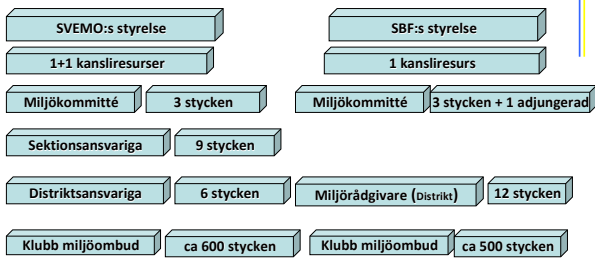 SVEMO:s styrelse
SBF:s styrelse
1+1 kansliresurser
1 kansliresurs
Miljökommitté
3 stycken
Miljökommitté
3 stycken + 1 adjungerad
Sektionsansvariga
9 stycken
Distriktsansvariga
6 stycken
Miljörådgivare (Distrikt)
12 stycken
Klubb miljöombud
ca 600 stycken
Klubb miljöombud
ca 500 stycken